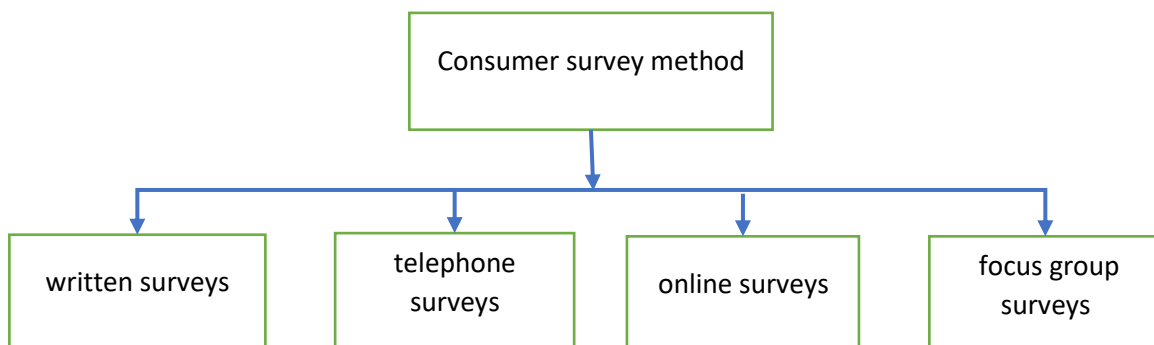 Consumer survey method
written surveys
telephone
surveys
online surveys
focus group
surveys